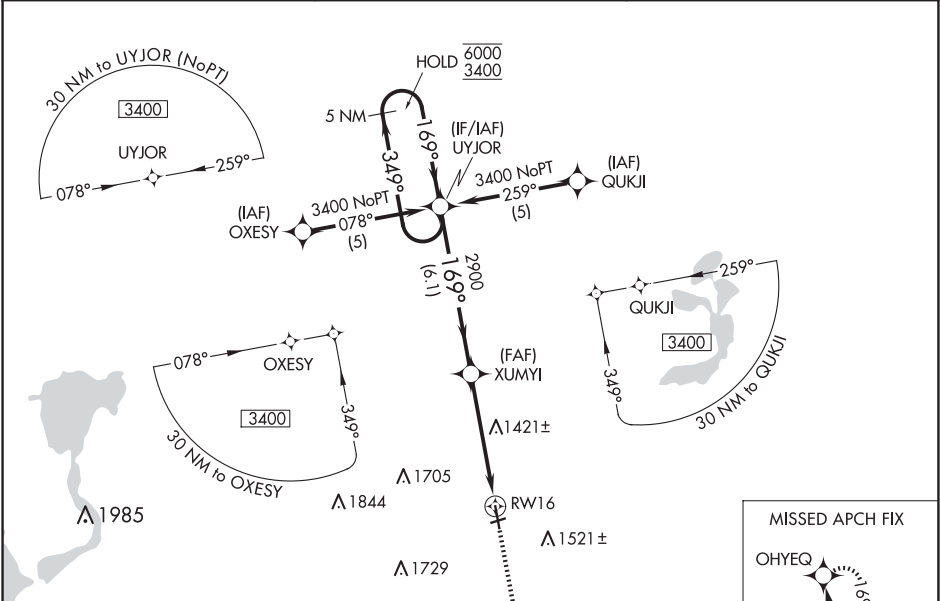 30 NM to UYJOR (NoPT)
3400
UYJOR
078°
259°
HOLD 6000
3400
5 NM
169°
349°
(IF/IAF)
UYJOR
(IAF)
QUKJI
3400 NoPT
259°
(5)
(IAF)
OXESY
3400 NoPT
078°
(5)
2900
169°
(6.1)
259°
QUKJI
3400
349°
30 NM to QUKJI
078°
OXESY
3400
349°
30 NM to OXESY
(FAF)
XUMYI
1421±
1705
1844
1985
RW16
1521±
1729
MISSED APCH FIX
OHYEQ